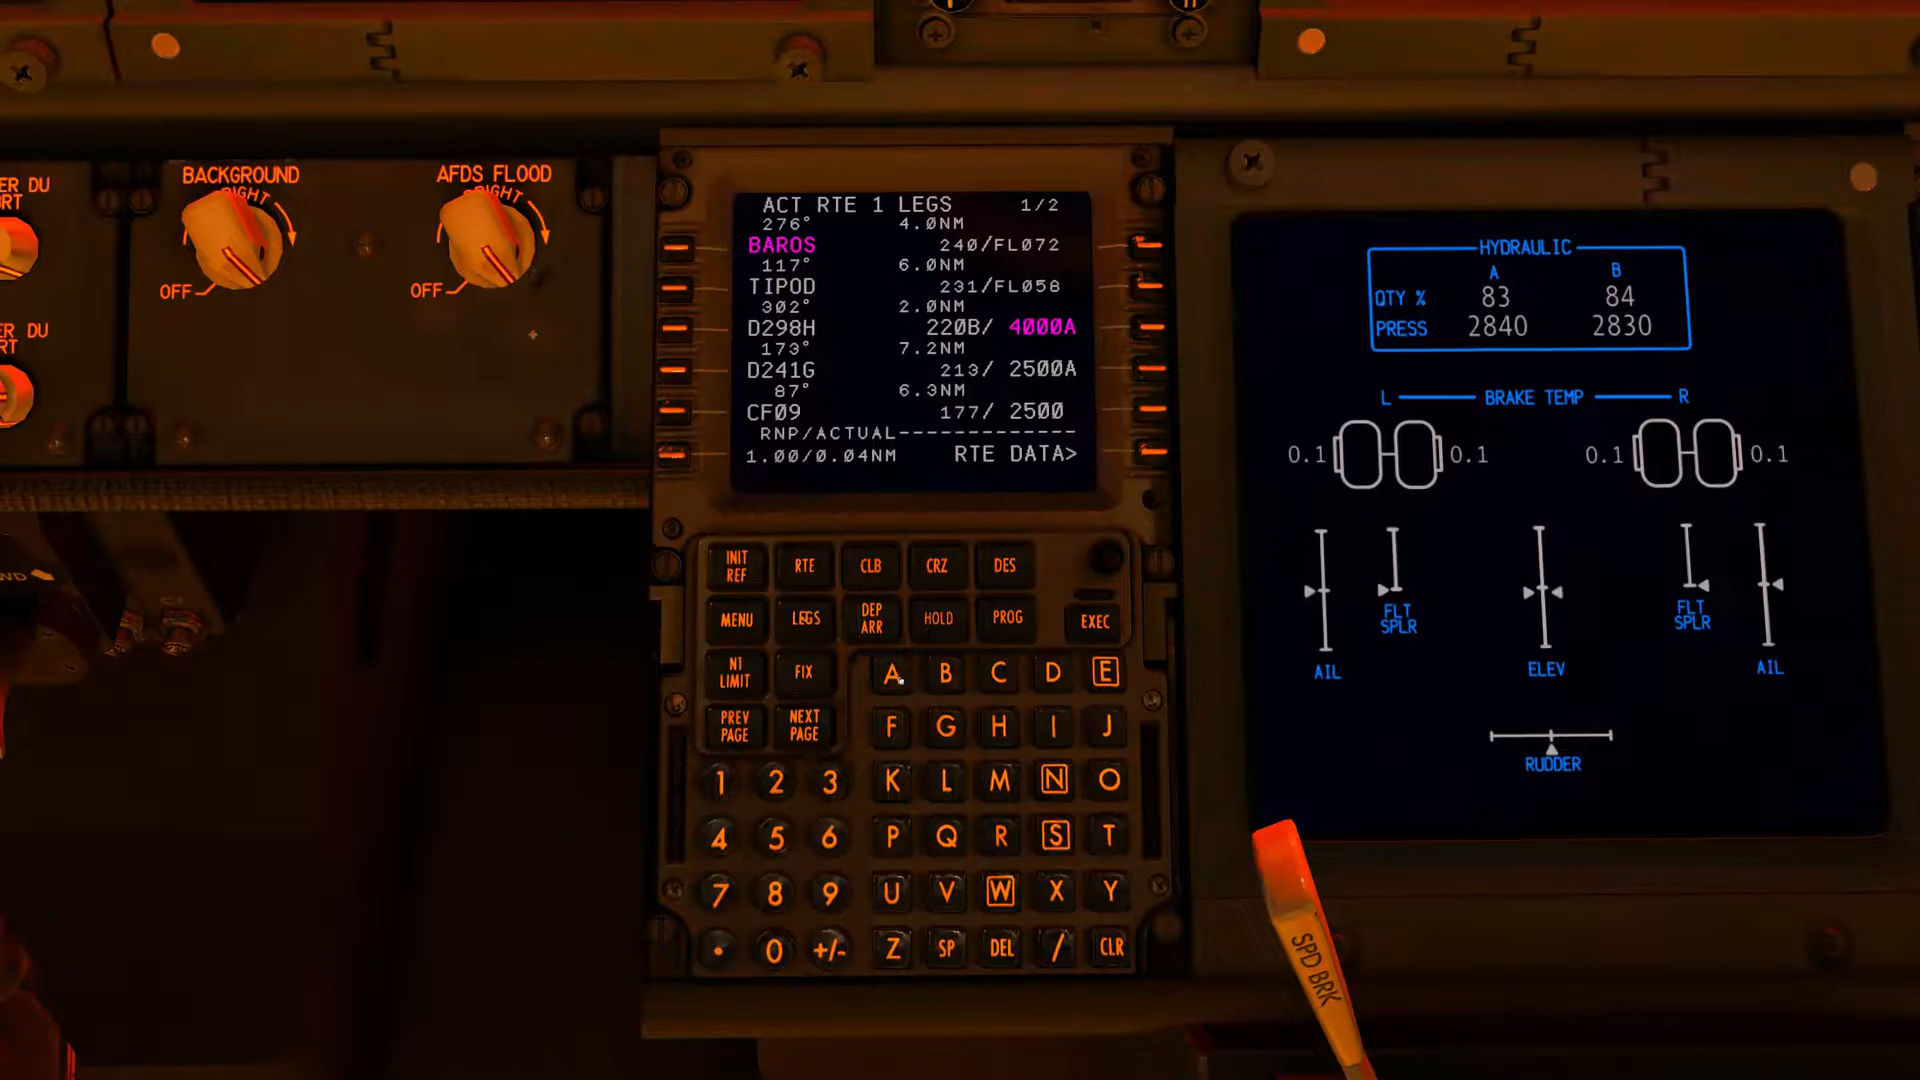 ER DU
RT
BACKGROUND
OFF
AFDS FLOOD
OFF
ER DU
RT
ACT RTE 1 LEGS 1/2
276° 4.0NM
BAROS 240/FL072
117° 6.0NM
TIPOD 231/FL058
302° 2.0NM
D298H 220B/ 4000A
173° 7.2NM
D241G 213/ 2500A
87° 6.3NM
CF09 177/ 2500
RNP/ACTUAL--------------
1.00/0.04NM RTE DATA>
INIT REF RTE CLB CRZ DES
MENU LEGS DEP ARR HOLD PROG EXEC
N1 LIMIT FIX A B C D E
PREV PAGE NEXT PAGE F G H I J
1 2 3 K L M N O
4 5 6 P Q R S T
7 8 9 U V W X Y
. 0 +/- Z SP DEL / CLR
HYDRAULIC
A B
QTY % 83 84
PRESS 2840 2830
L BRAKE TEMP R
0.1 0.1 0.1 0.1
FLT SPLR FLT SPLR
AIL ELEV AIL
RUDDER
SPD BRK